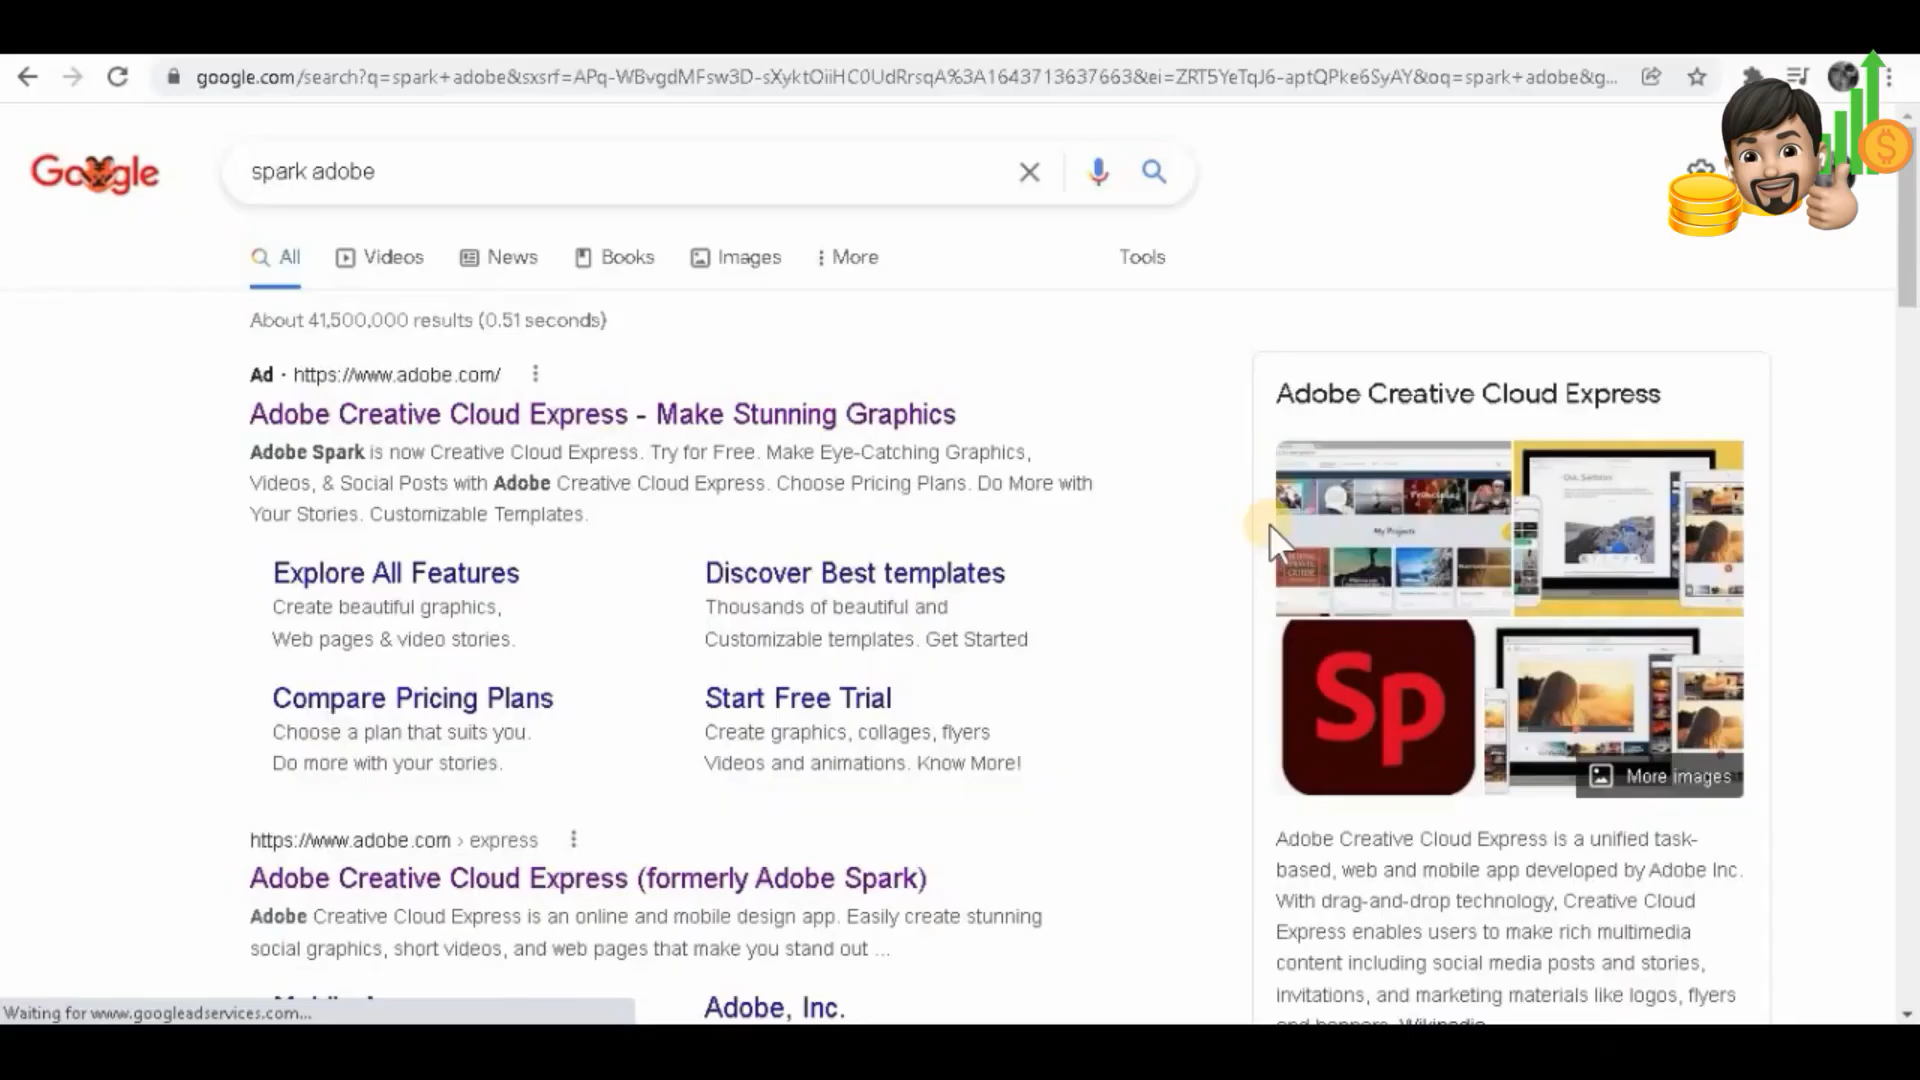 google.com/search?q=spark+adobe&sxsrf=APq-WBvgdMFsw3D-sXyktOiiHC0UdRrsqA%3A1643713637663&ei=ZRT5YeTqJ6-aptQPke6SyAY&oq=spark+adobe&g...
Google
spark adobe
All Videos News Books Images More Tools
About 41,500,000 results (0.51 seconds)
Ad · https://www.adobe.com/
Adobe Creative Cloud Express - Make Stunning Graphics
Adobe Spark is now Creative Cloud Express. Try for Free. Make Eye-Catching Graphics,
Videos, & Social Posts with Adobe Creative Cloud Express. Choose Pricing Plans. Do More with
Your Stories. Customizable Templates.
Explore All Features
Create beautiful graphics,
Web pages & video stories.
Discover Best templates
Thousands of beautiful and
Customizable templates. Get Started
Compare Pricing Plans
Choose a plan that suits you.
Do more with your stories.
Start Free Trial
Create graphics, collages, flyers
Videos and animations. Know More!
https://www.adobe.com › express
Adobe Creative Cloud Express (formerly Adobe Spark)
Adobe Creative Cloud Express is an online and mobile design app. Easily create stunning
social graphics, short videos, and web pages that make you stand out ...
Adobe, Inc.
Waiting for www.googleadservices.com...
Adobe Creative Cloud Express
My Projects
Sp
More images
Adobe Creative Cloud Express is a unified task-
based, web and mobile app developed by Adobe Inc.
With drag-and-drop technology, Creative Cloud
Express enables users to make rich multimedia
content including social media posts and stories,
invitations, and marketing materials like logos, flyers
and banners. Wikipedia